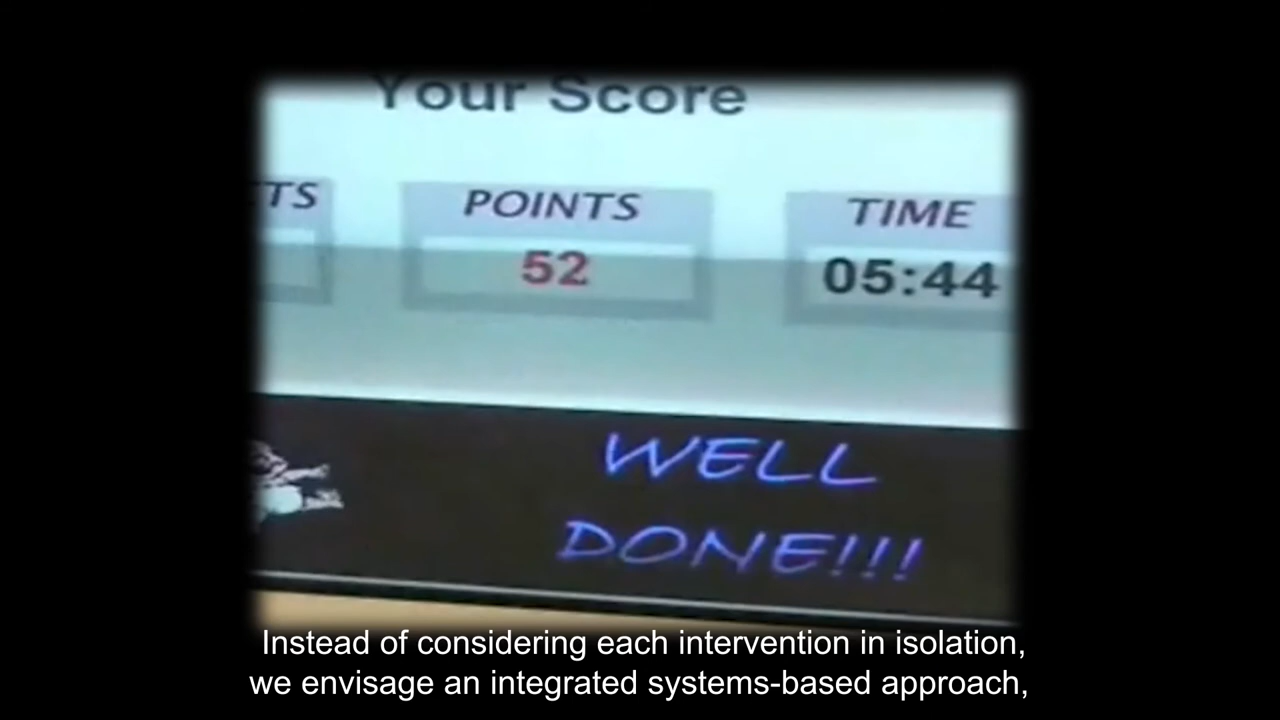 Your Score
TS POINTS TIME
52 05:44
WELL
DONE!!!
Instead of considering each intervention in isolation,
we envisage an integrated systems-based approach,